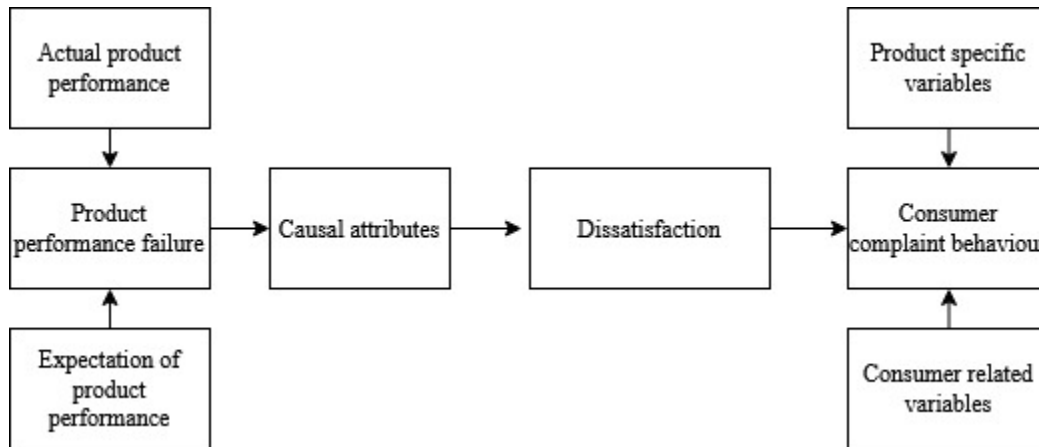 Actual product
performance
Product specific
variables
Product
performance failure
Causal attributes
Dissatisfaction
Consumer
complaint behaviour
Expectation of
product
performance
Consumer related
variables